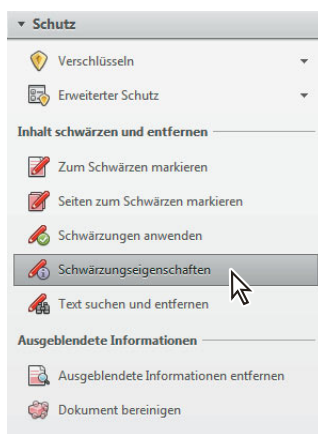 Schutz
Verschlüsseln
Erweiterter Schutz
Inhalt schwärzen und entfernen
Zum Schwärzen markieren
Seiten zum Schwärzen markieren
Schwärzungen anwenden
Schwärzungseigenschaften
Text suchen und entfernen
Ausgeblendete Informationen
Ausgeblendete Informationen entfernen
Dokument bereinigen